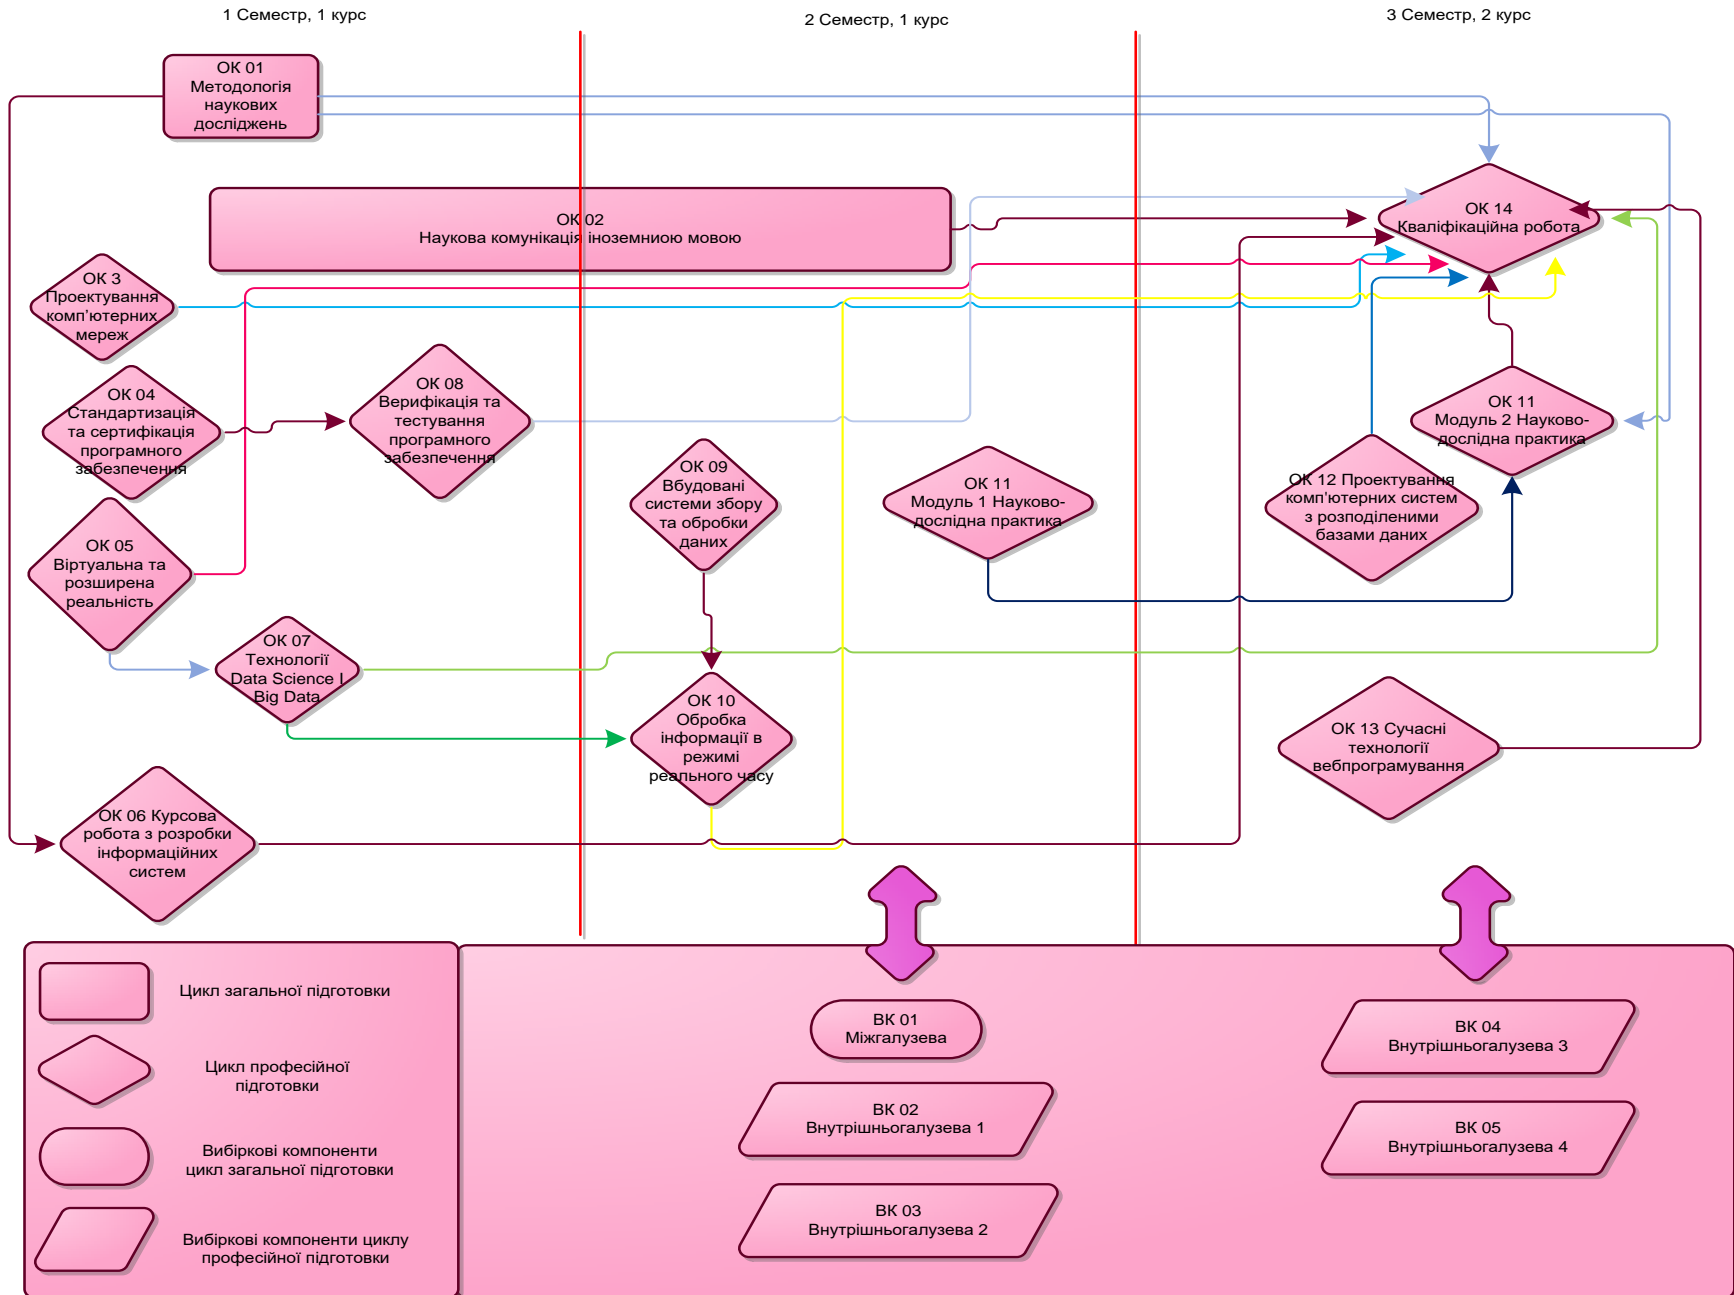 1 Семестр, 1 курс
2 Семестр, 1 курс
3 Семестр, 2 курс
ОК 01
Методологія
наукових
досліджень
ОК 02
Наукова комунікація іноземниою мовою
ОК 14
Кваліфікаційна робота
ОК 3
Проектування
комп'ютерних
мереж
ОК 04
Стандартизація
та сертифікація
програмного
забезпечення
ОК 08
Верифікація та
тестування
програмного
забезпечення
ОК 09
Вбудовані
системи збору
та обробки
даних
ОК 11
Модуль 1 Науково-
дослідна практика
ОК 11
Модуль 2 Науково-
дослідна практика
ОК 12 Проектування
комп'ютерних систем
з розподіленими
базами даних
ОК 05
Віртуальна та
розширена
реальність
ОК 07
Технології
Data Science І
Big Data
ОК 10
Обробка
інформації в
режимі
реального часу
ОК 13 Сучасні
технології
вебпрограмування
ОК 06 Курсова
робота з розробки
інформаційних
систем
Цикл загальної підготовки
Цикл професійної
підготовки
Вибіркові компоненти
цикл загальної підготовки
Вибіркові компоненти циклу
професійної підготовки
ВК 01
Міжгалузева
ВК 02
Внутрішньогалузева 1
ВК 03
Внутрішньогалузева 2
ВК 04
Внутрішньогалузева 3
ВК 05
Внутрішньогалузева 4